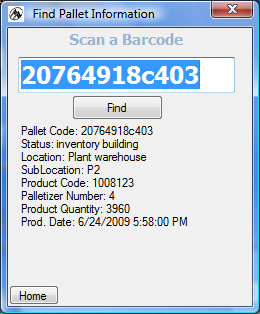 Find Pallet Information
Scan a Barcode
20764918c403
Find
Pallet Code: 20764918c403
Status: inventory building
Location: Plant warehouse
SubLocation: P2
Product Code: 1008123
Palletizer Number: 4
Product Quantity: 3960
Prod. Date: 6/24/2009 5:58:00 PM
Home